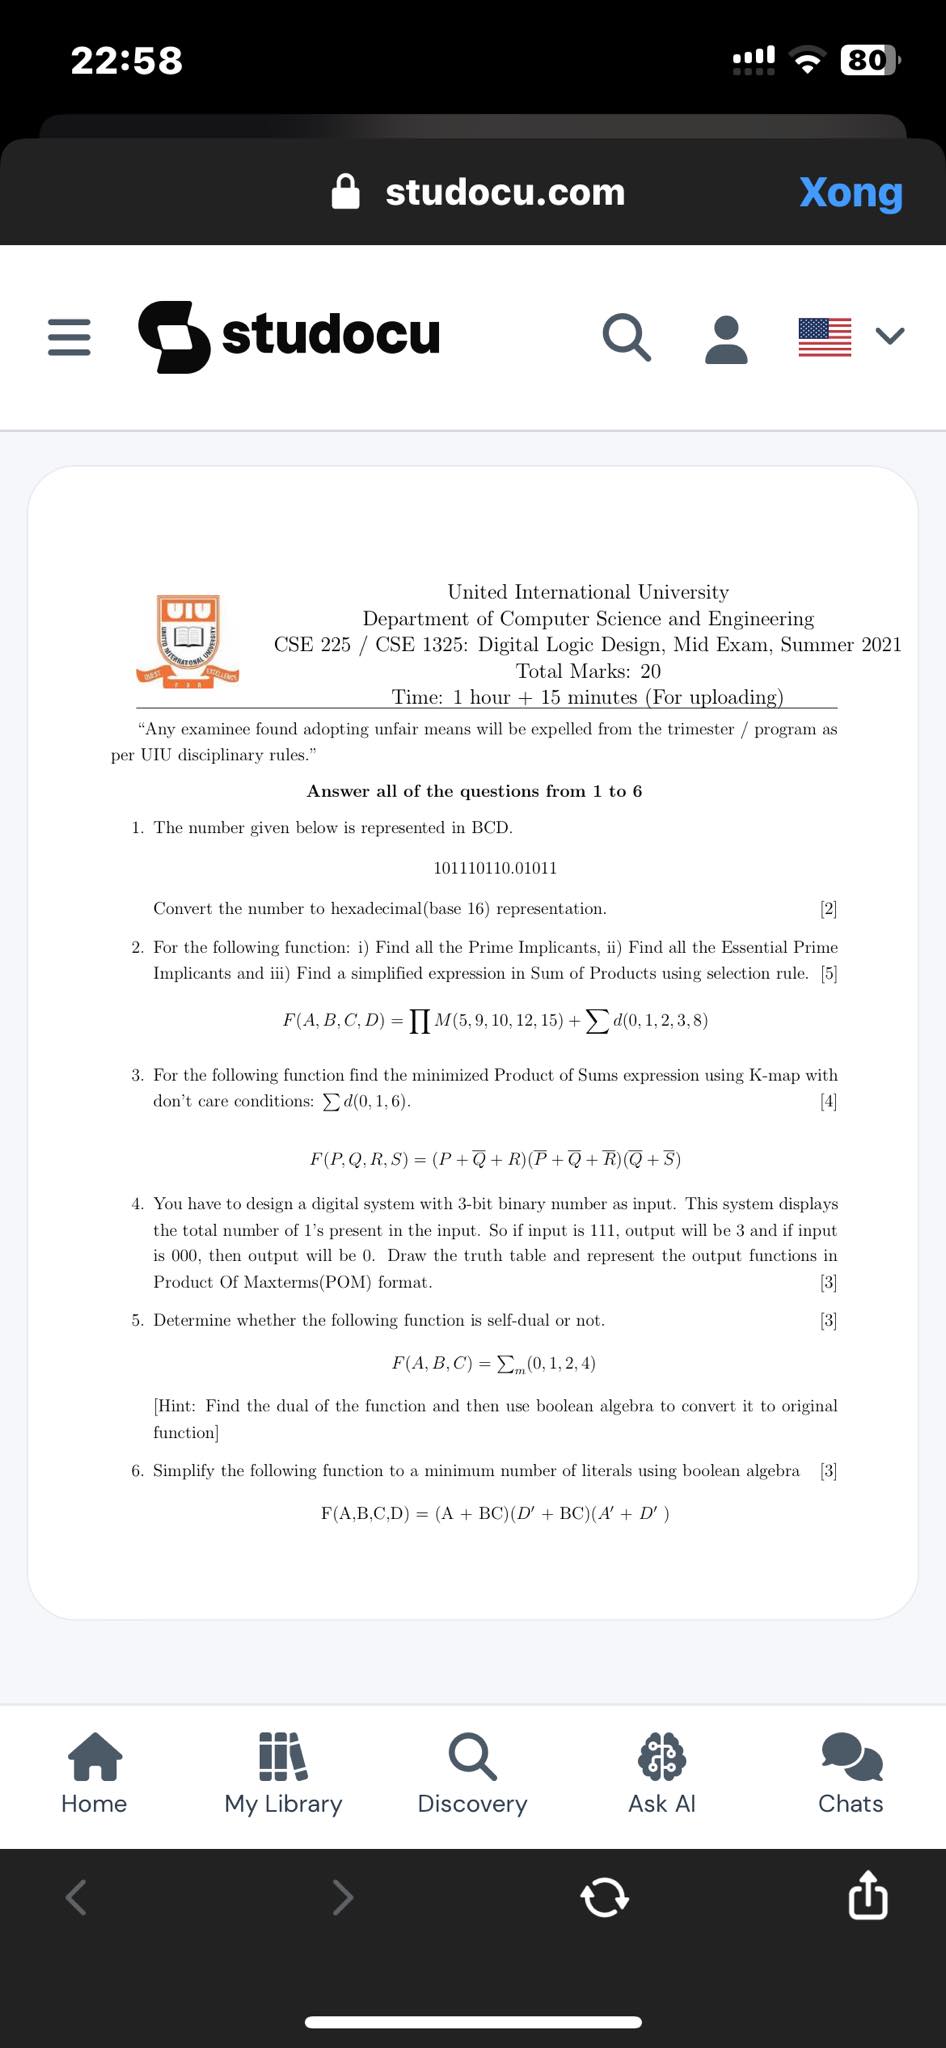 22:58
80
studocu.com
Xong
studocu
UIU
UNITED INTERNATIONAL UNIVERSITY
QUEST FOR EXCELLENCE
United International University
Department of Computer Science and Engineering
CSE 225 / CSE 1325: Digital Logic Design, Mid Exam, Summer 2021
Total Marks: 20
Time: 1 hour + 15 minutes (For uploading)
“Any examinee found adopting unfair means will be expelled from the trimester / program as
per UIU disciplinary rules.”
Answer all of the questions from 1 to 6
1. The number given below is represented in BCD.
101110110.01011
Convert the number to hexadecimal(base 16) representation. [2]
2. For the following function: i) Find all the Prime Implicants, ii) Find all the Essential Prime
Implicants and iii) Find a simplified expression in Sum of Products using selection rule. [5]
F(A, B, C, D) = ∏ M(5, 9, 10, 12, 15) + ∑ d(0, 1, 2, 3, 8)
3. For the following function find the minimized Product of Sums expression using K-map with
don't care conditions: ∑ d(0, 1, 6). [4]
F(P, Q, R, S) = (P + Q̅ + R)(P̅ + Q̅ + R̅)(Q̅ + S̅)
4. You have to design a digital system with 3-bit binary number as input. This system displays
the total number of 1's present in the input. So if input is 111, output will be 3 and if input
is 000, then output will be 0. Draw the truth table and represent the output functions in
Product Of Maxterms(POM) format. [3]
5. Determine whether the following function is self-dual or not. [3]
F(A, B, C) = ∑m(0, 1, 2, 4)
[Hint: Find the dual of the function and then use boolean algebra to convert it to original
function]
6. Simplify the following function to a minimum number of literals using boolean algebra [3]
F(A,B,C,D) = (A + BC)(D′ + BC)(A′ + D′ )
Home
My Library
Discovery
Ask AI
Chats